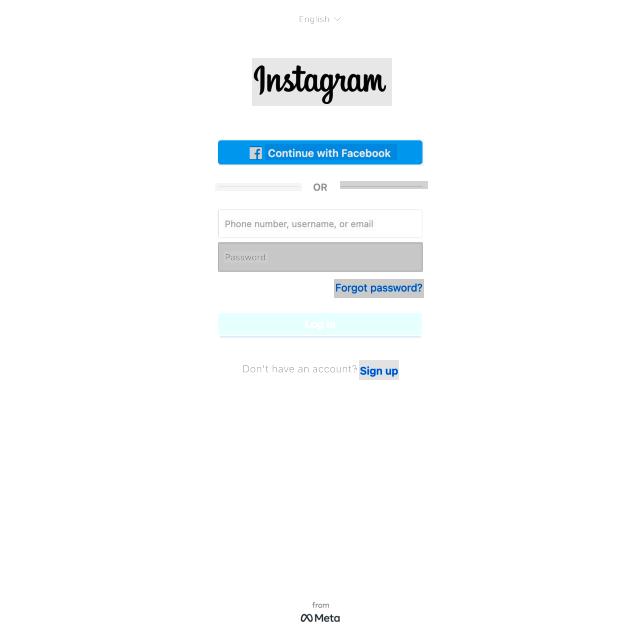 English
Instagram
Continue with Facebook
OR
Phone number, username, or email
Password
Forgot password?
Log in
Don't have an account? Sign up
from
Meta